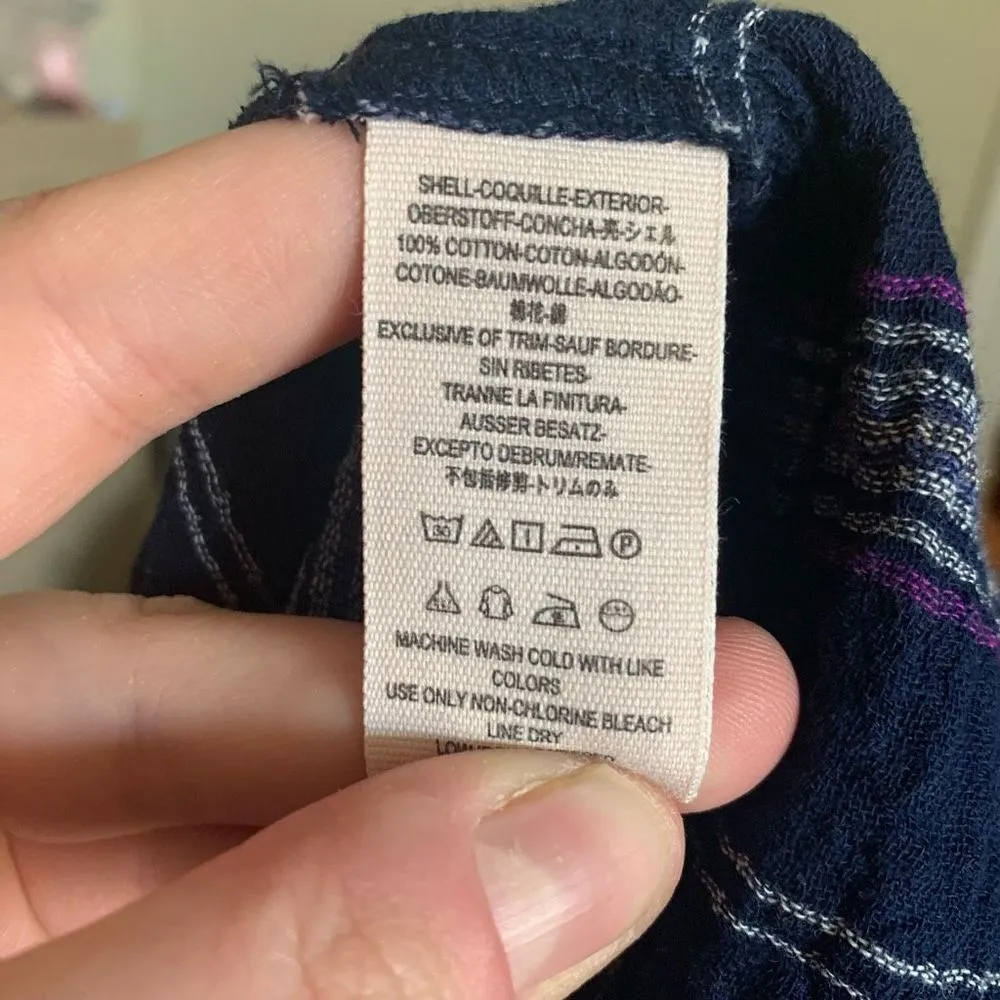 SHELL-COQUILLE-EXTERIOR-
OBERSTOFF-CONCHA-壳-シェル
100% COTTON-COTON-ALGODÓN-
COTONE-BAUMWOLLE-ALGODÃO-
棉花-綿
EXCLUSIVE OF TRIM-SAUF BORDURE-
SIN RIBETES-
TRANNE LA FINITURA-
AUSSER BESATZ-
EXCEPTO DEBRUM/REMATE-
不包括修剪-トリムのみ
30
P
MACHINE WASH COLD WITH LIKE
COLORS
USE ONLY NON-CHLORINE BLEACH
LINE DRY